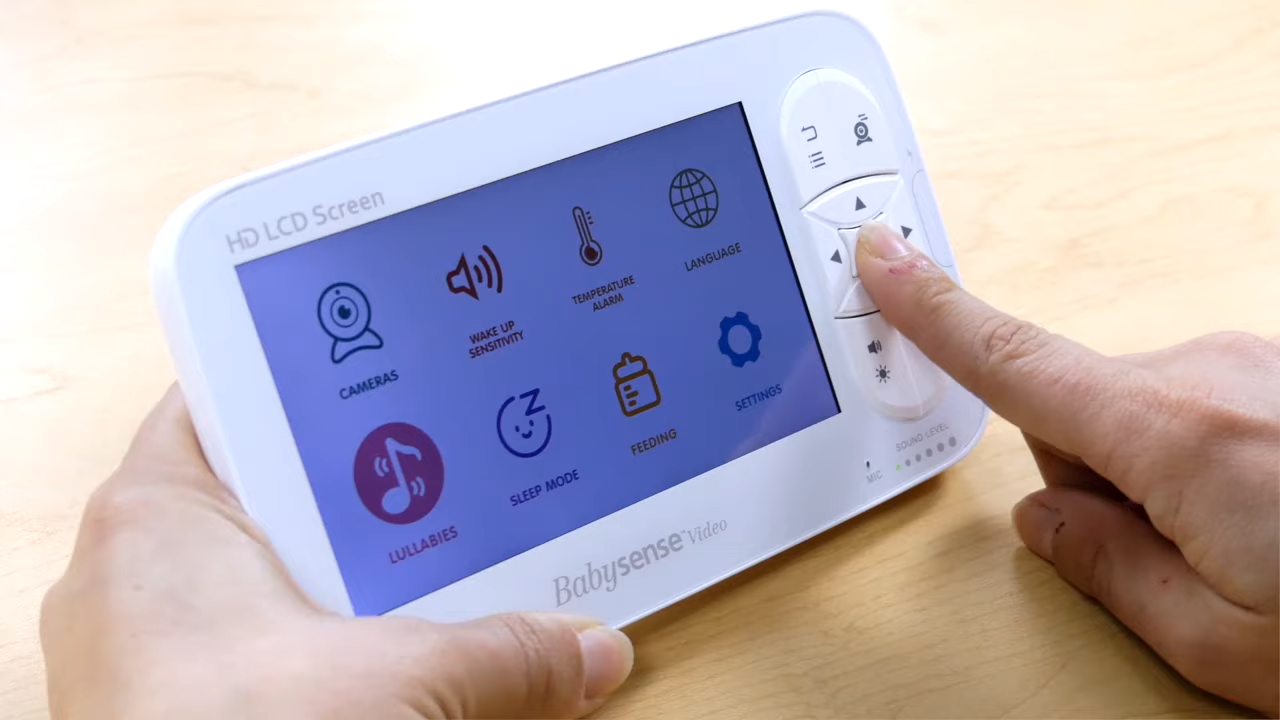 HD LCD Screen
CAMERAS
WAKE UP
SENSITIVITY
TEMPERATURE
ALARM
LANGUAGE
LULLABIES
SLEEP MODE
FEEDING
SETTINGS
SOUND LEVEL
MIC
Babysense™ Video